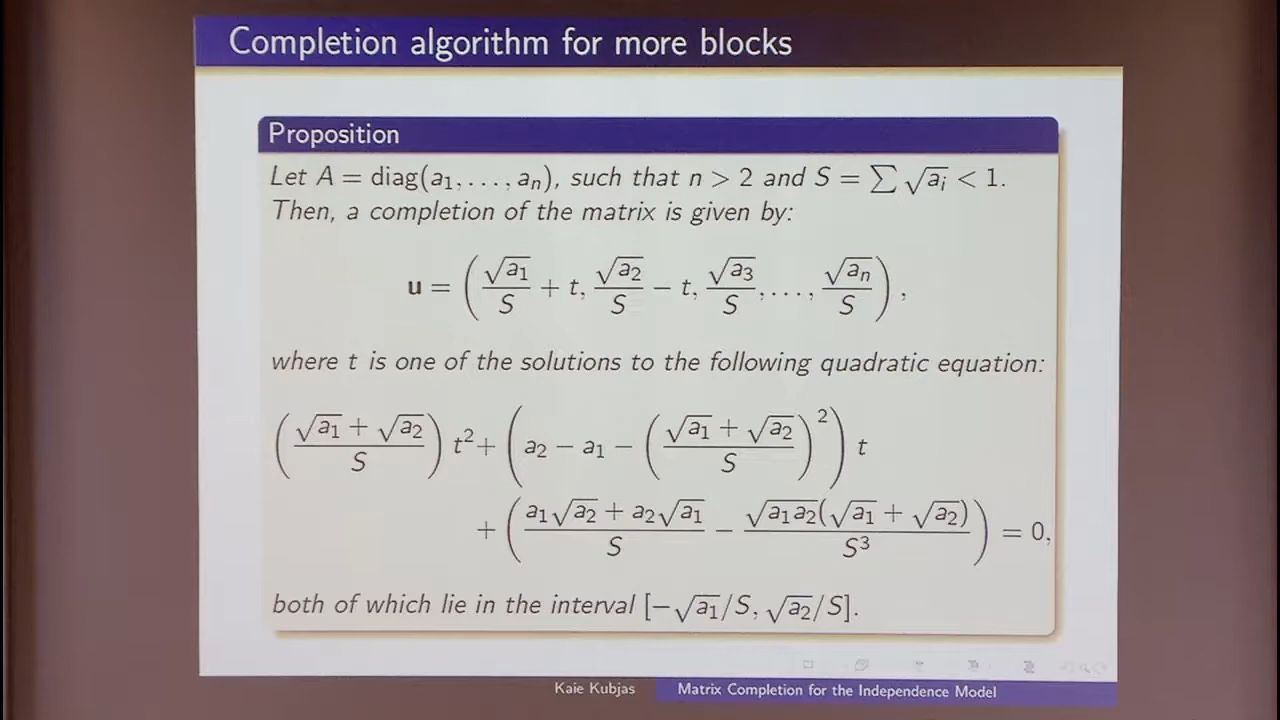 Completion algorithm for more blocks
Proposition
Let A = diag(a₁, . . . , aₙ), such that n > 2 and S = ∑ √aᵢ < 1.
Then, a completion of the matrix is given by:
u = ( √a₁/S + t, √a₂/S − t, √a₃/S , . . . , √aₙ/S ) ,
where t is one of the solutions to the following quadratic equation:
( (√a₁ + √a₂)/S ) t² + ( a₂ − a₁ − ( (√a₁ + √a₂)/S )² ) t
+ ( (a₁√a₂ + a₂√a₁)/S − √a₁a₂(√a₁ + √a₂)/S³ ) = 0,
both of which lie in the interval [−√a₁/S, √a₂/S].
Kaie Kubjas Matrix Completion for the Independence Model